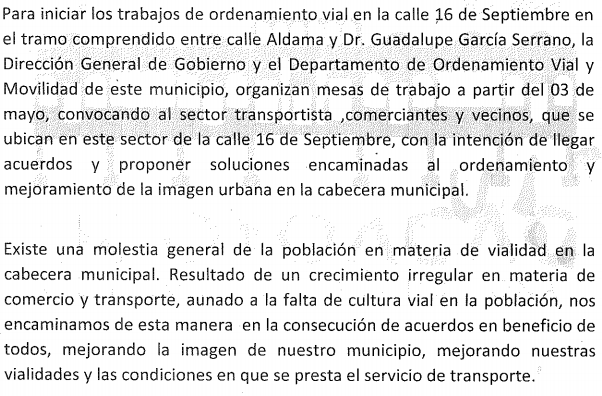 Para iniciar los trabajos de ordenamiento vial en la calle 16 de Septiembre en
el tramo comprendido entre calle Aldama y Dr. Guadalupe García Serrano, la
Dirección General de Gobierno y el Departamento de Ordenamiento Vial y
Movilidad de este municipio, organizan mesas de trabajo a partir del 03 de
mayo, convocando al sector transportista ,comerciantes y vecinos, que se
ubican en este sector de la calle 16 de Septiembre, con la intención de llegar
acuerdos y proponer soluciones encaminadas al ordenamiento y
mejoramiento de la imagen urbana en la cabecera municipal.

Existe una molestia general de la población en materia de vialidad en la
cabecera municipal. Resultado de un crecimiento irregular en materia de
comercio y transporte, aunado a la falta de cultura vial en la población, nos
encaminamos de esta manera en la consecución de acuerdos en beneficio de
todos, mejorando la imagen de nuestro municipio, mejorando nuestras
vialidades y las condiciones en que se presta el servicio de transporte.